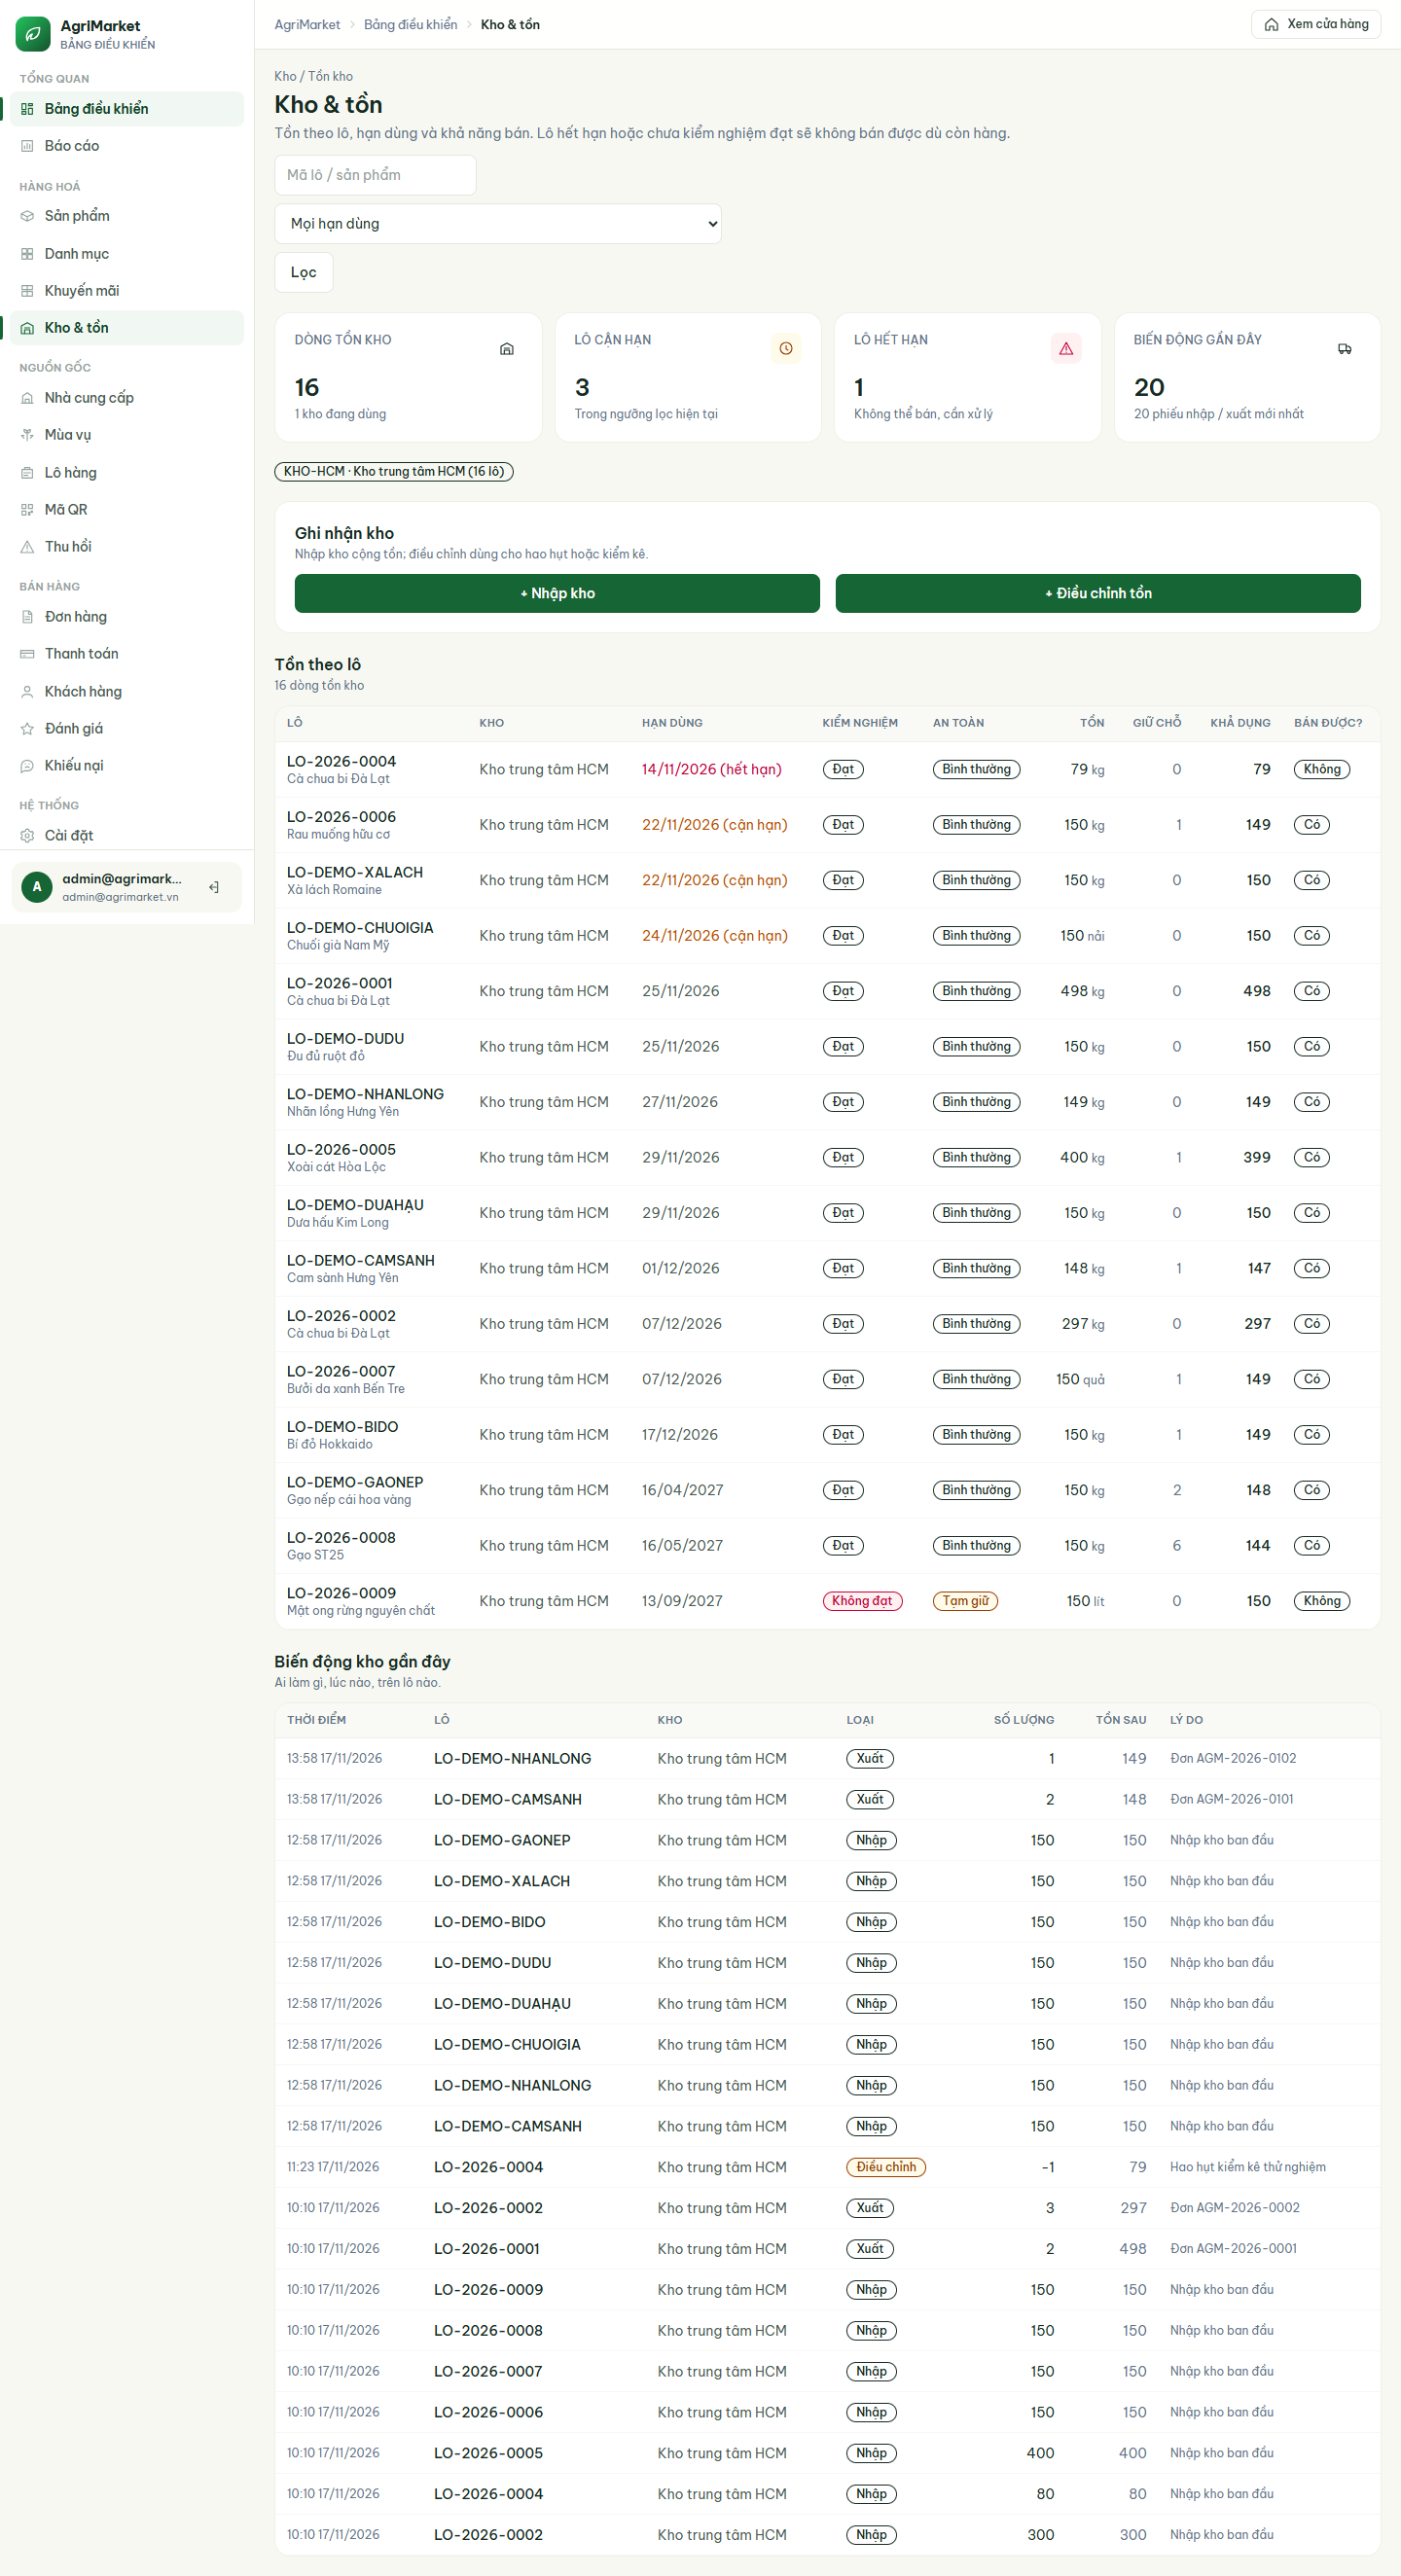 AgriMarket
BẢNG ĐIỀU KHIỂN
TỔNG QUAN
Bảng điều khiển
Báo cáo
HÀNG HOÁ
Sản phẩm
Danh mục
Khuyến mãi
Kho & tồn
NGUỒN GỐC
Nhà cung cấp
Mùa vụ
Lô hàng
Mã QR
Thu hồi
BÁN HÀNG
Đơn hàng
Thanh toán
Khách hàng
Đánh giá
Khiếu nại
HỆ THỐNG
Cài đặt
A
admin@agrimark...
admin@agrimarket.vn
AgriMarket > Bảng điều khiển > Kho & tồn
Xem cửa hàng
Kho / Tồn kho
Kho & tồn
Tồn theo lô, hạn dùng và khả năng bán. Lô hết hạn hoặc chưa kiểm nghiệm đạt sẽ không bán được dù còn hàng.
Mã lô / sản phẩm
Mọi hạn dùng
Lọc
DÒNG TỒN KHO
16
1 kho đang dùng
LÔ CẬN HẠN
3
Trong ngưỡng lọc hiện tại
LÔ HẾT HẠN
1
Không thể bán, cần xử lý
BIẾN ĐỘNG GẦN ĐÂY
20
20 phiếu nhập / xuất mới nhất
KHO-HCM · Kho trung tâm HCM (16 lô)
Ghi nhận kho
Nhập kho cộng tồn; điều chỉnh dùng cho hao hụt hoặc kiểm kê.
+ Nhập kho
+ Điều chỉnh tồn
Tồn theo lô
16 dòng tồn kho
LÔ KHO HẠN DÙNG KIỂM NGHIỆM AN TOÀN TỒN GIỮ CHỖ KHẢ DỤNG BÁN ĐƯỢC?
LO-2026-0004
Cà chua bi Đà Lạt
Kho trung tâm HCM 14/11/2026 (hết hạn) Đạt Bình thường 79 kg 0 79 Không
LO-2026-0006
Rau muống hữu cơ
Kho trung tâm HCM 22/11/2026 (cận hạn) Đạt Bình thường 150 kg 1 149 Có
LO-DEMO-XALACH
Xà lách Romaine
Kho trung tâm HCM 22/11/2026 (cận hạn) Đạt Bình thường 150 kg 0 150 Có
LO-DEMO-CHUOIGIA
Chuối già Nam Mỹ
Kho trung tâm HCM 24/11/2026 (cận hạn) Đạt Bình thường 150 nải 0 150 Có
LO-2026-0001
Cà chua bi Đà Lạt
Kho trung tâm HCM 25/11/2026 Đạt Bình thường 498 kg 0 498 Có
LO-DEMO-DUDU
Đu đủ ruột đỏ
Kho trung tâm HCM 25/11/2026 Đạt Bình thường 150 kg 0 150 Có
LO-DEMO-NHANLONG
Nhãn lồng Hưng Yên
Kho trung tâm HCM 27/11/2026 Đạt Bình thường 149 kg 0 149 Có
LO-2026-0005
Xoài cát Hòa Lộc
Kho trung tâm HCM 29/11/2026 Đạt Bình thường 400 kg 1 399 Có
LO-DEMO-DUAHẠU
Dưa hấu Kim Long
Kho trung tâm HCM 29/11/2026 Đạt Bình thường 150 kg 0 150 Có
LO-DEMO-CAMSANH
Cam sành Hưng Yên
Kho trung tâm HCM 01/12/2026 Đạt Bình thường 148 kg 1 147 Có
LO-2026-0002
Cà chua bi Đà Lạt
Kho trung tâm HCM 07/12/2026 Đạt Bình thường 297 kg 0 297 Có
LO-2026-0007
Bưởi da xanh Bến Tre
Kho trung tâm HCM 07/12/2026 Đạt Bình thường 150 quả 1 149 Có
LO-DEMO-BIDO
Bí đỏ Hokkaido
Kho trung tâm HCM 17/12/2026 Đạt Bình thường 150 kg 1 149 Có
LO-DEMO-GAONEP
Gạo nếp cái hoa vàng
Kho trung tâm HCM 16/04/2027 Đạt Bình thường 150 kg 2 148 Có
LO-2026-0008
Gạo ST25
Kho trung tâm HCM 16/05/2027 Đạt Bình thường 150 kg 6 144 Có
LO-2026-0009
Mật ong rừng nguyên chất
Kho trung tâm HCM 13/09/2027 Không đạt Tạm giữ 150 lít 0 150 Không
Biến động kho gần đây
Ai làm gì, lúc nào, trên lô nào.
THỜI ĐIỂM LÔ KHO LOẠI SỐ LƯỢNG TỒN SAU LÝ DO
13:58 17/11/2026 LO-DEMO-NHANLONG Kho trung tâm HCM Xuất 1 149 Đơn AGM-2026-0102
13:58 17/11/2026 LO-DEMO-CAMSANH Kho trung tâm HCM Xuất 2 148 Đơn AGM-2026-0101
12:58 17/11/2026 LO-DEMO-GAONEP Kho trung tâm HCM Nhập 150 150 Nhập kho ban đầu
12:58 17/11/2026 LO-DEMO-XALACH Kho trung tâm HCM Nhập 150 150 Nhập kho ban đầu
12:58 17/11/2026 LO-DEMO-BIDO Kho trung tâm HCM Nhập 150 150 Nhập kho ban đầu
12:58 17/11/2026 LO-DEMO-DUDU Kho trung tâm HCM Nhập 150 150 Nhập kho ban đầu
12:58 17/11/2026 LO-DEMO-DUAHẠU Kho trung tâm HCM Nhập 150 150 Nhập kho ban đầu
12:58 17/11/2026 LO-DEMO-CHUOIGIA Kho trung tâm HCM Nhập 150 150 Nhập kho ban đầu
12:58 17/11/2026 LO-DEMO-NHANLONG Kho trung tâm HCM Nhập 150 150 Nhập kho ban đầu
12:58 17/11/2026 LO-DEMO-CAMSANH Kho trung tâm HCM Nhập 150 150 Nhập kho ban đầu
11:23 17/11/2026 LO-2026-0004 Kho trung tâm HCM Điều chỉnh -1 79 Hao hụt kiểm kê thử nghiệm
10:10 17/11/2026 LO-2026-0002 Kho trung tâm HCM Xuất 3 297 Đơn AGM-2026-0002
10:10 17/11/2026 LO-2026-0001 Kho trung tâm HCM Xuất 2 498 Đơn AGM-2026-0001
10:10 17/11/2026 LO-2026-0009 Kho trung tâm HCM Nhập 150 150 Nhập kho ban đầu
10:10 17/11/2026 LO-2026-0008 Kho trung tâm HCM Nhập 150 150 Nhập kho ban đầu
10:10 17/11/2026 LO-2026-0007 Kho trung tâm HCM Nhập 150 150 Nhập kho ban đầu
10:10 17/11/2026 LO-2026-0006 Kho trung tâm HCM Nhập 150 150 Nhập kho ban đầu
10:10 17/11/2026 LO-2026-0005 Kho trung tâm HCM Nhập 400 400 Nhập kho ban đầu
10:10 17/11/2026 LO-2026-0004 Kho trung tâm HCM Nhập 80 80 Nhập kho ban đầu
10:10 17/11/2026 LO-2026-0002 Kho trung tâm HCM Nhập 300 300 Nhập kho ban đầu